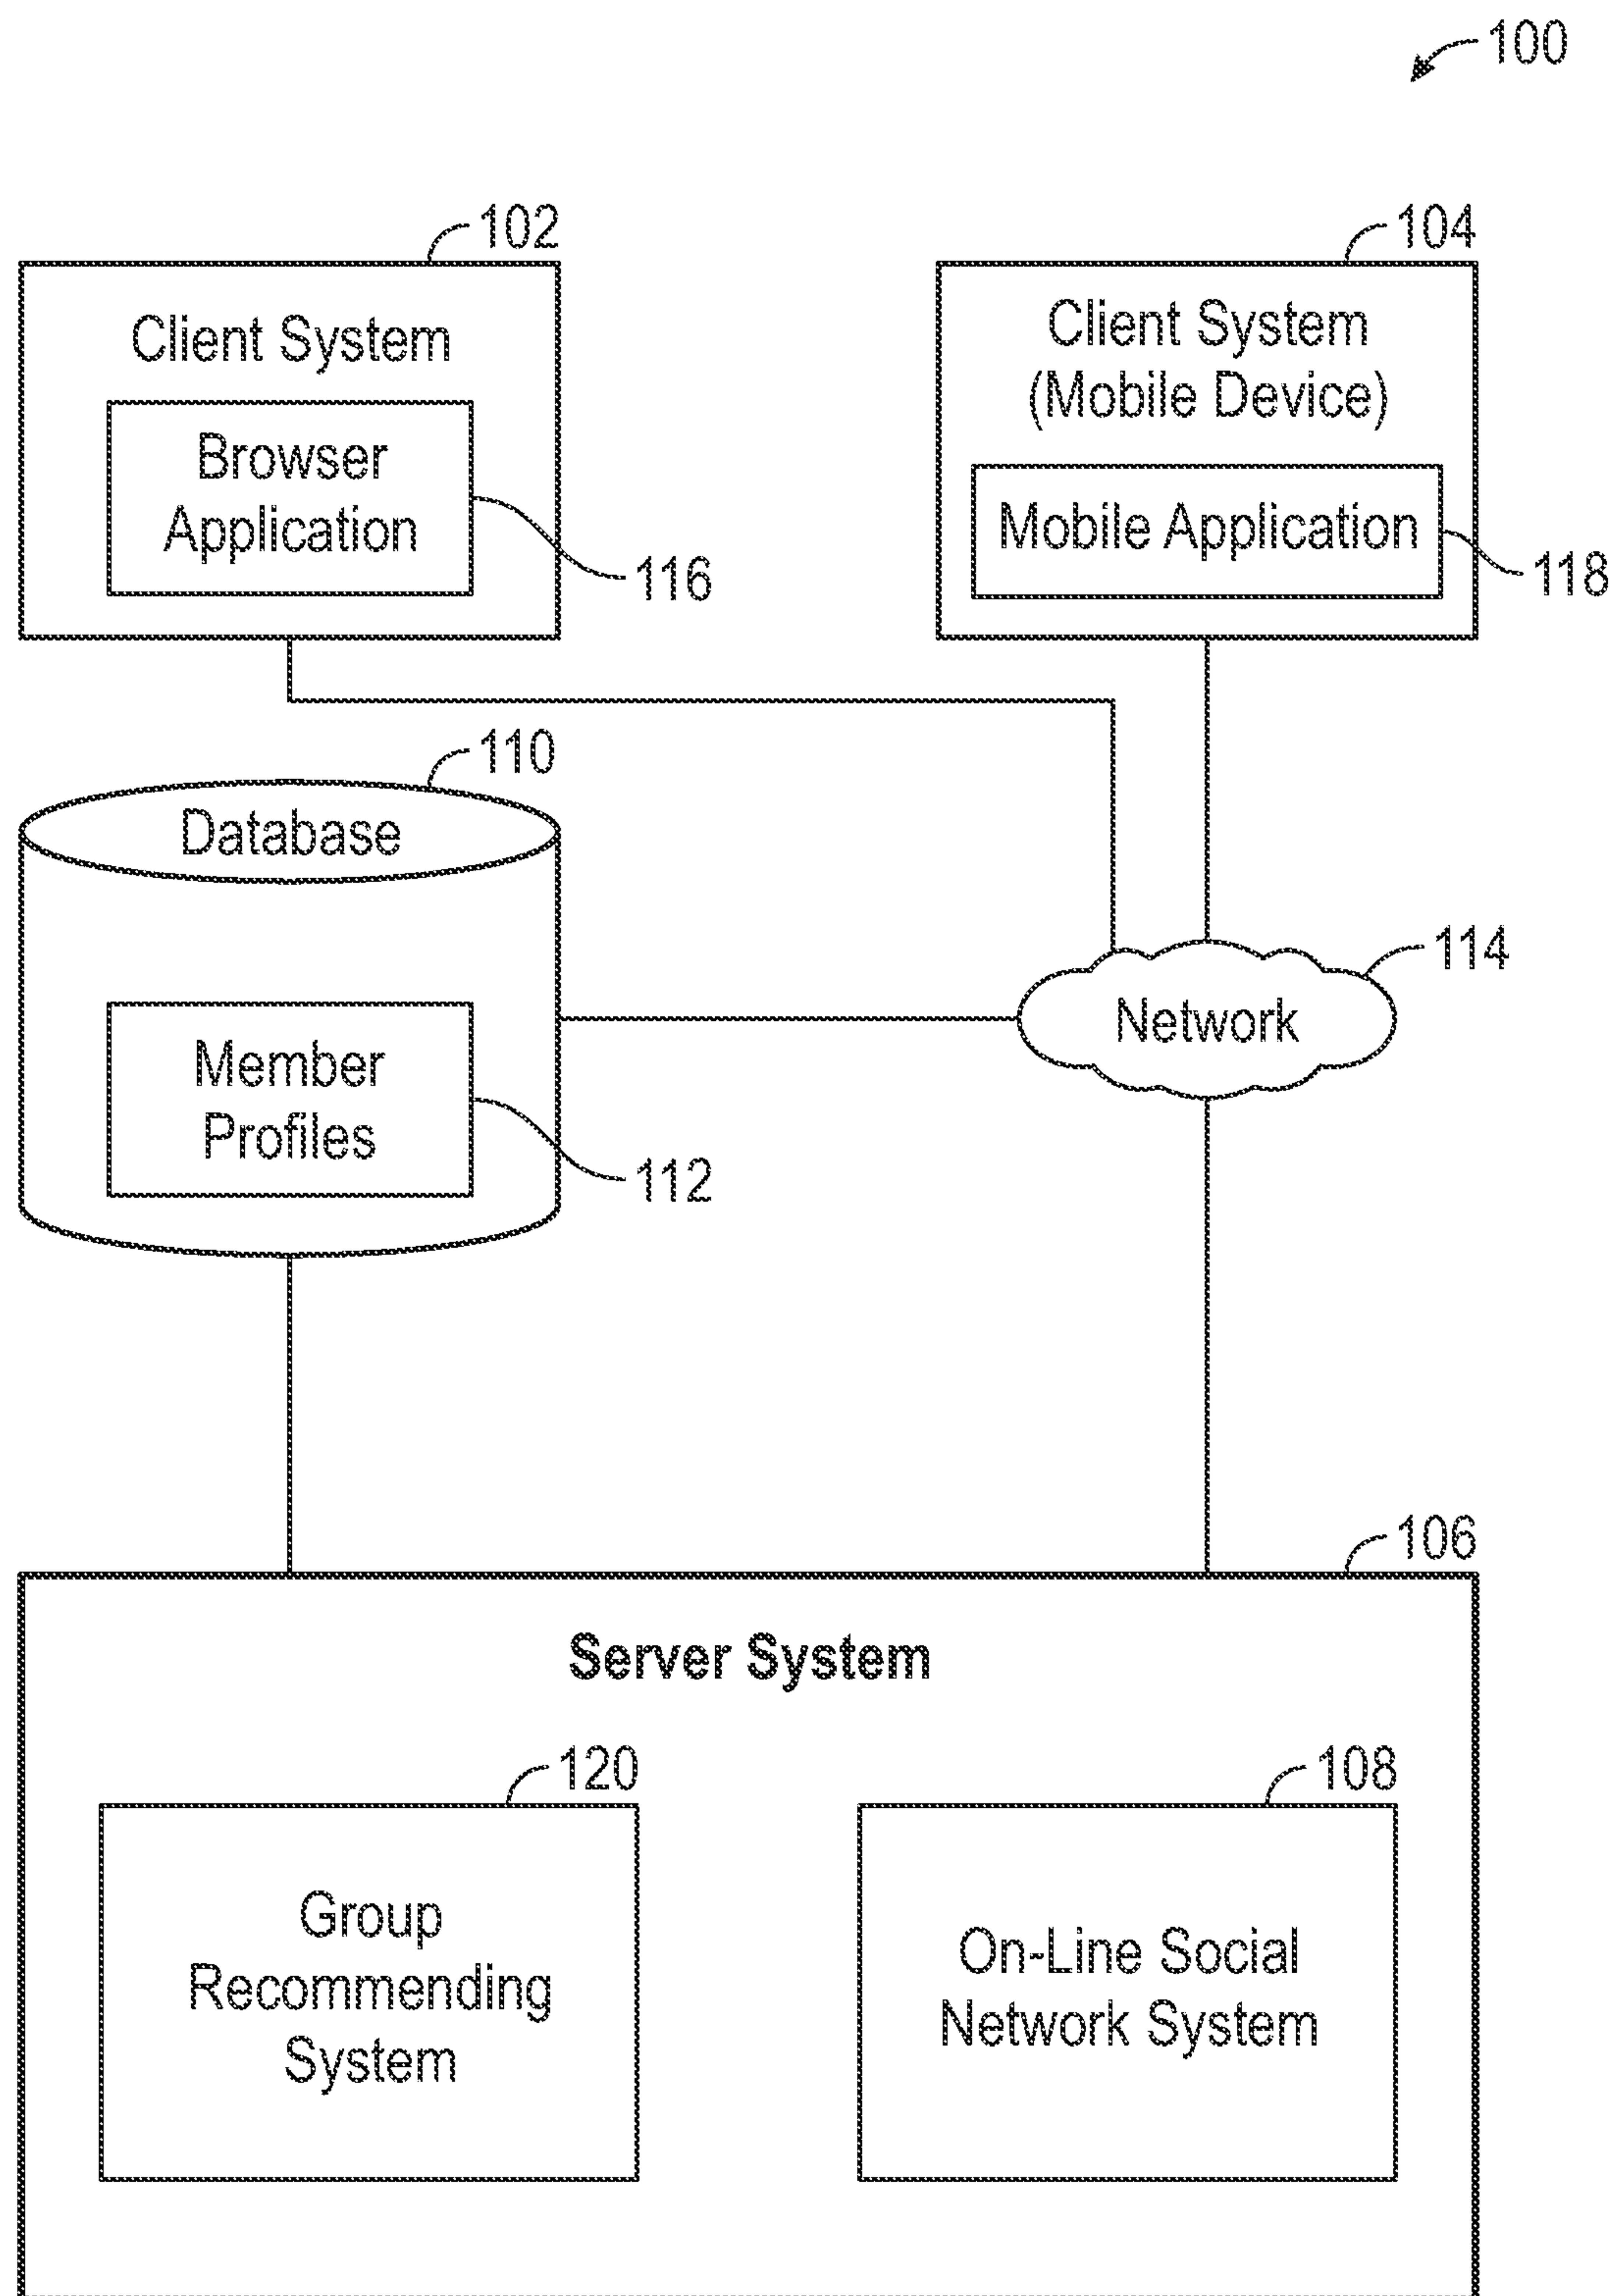 100
102
Client System
Browser
Application
116
104
Client System
(Mobile Device)
Mobile Application
118
110
Database
Member
Profiles
112
114
Network
106
Server System
120
Group
Recommending
System
108
On-Line Social
Network System